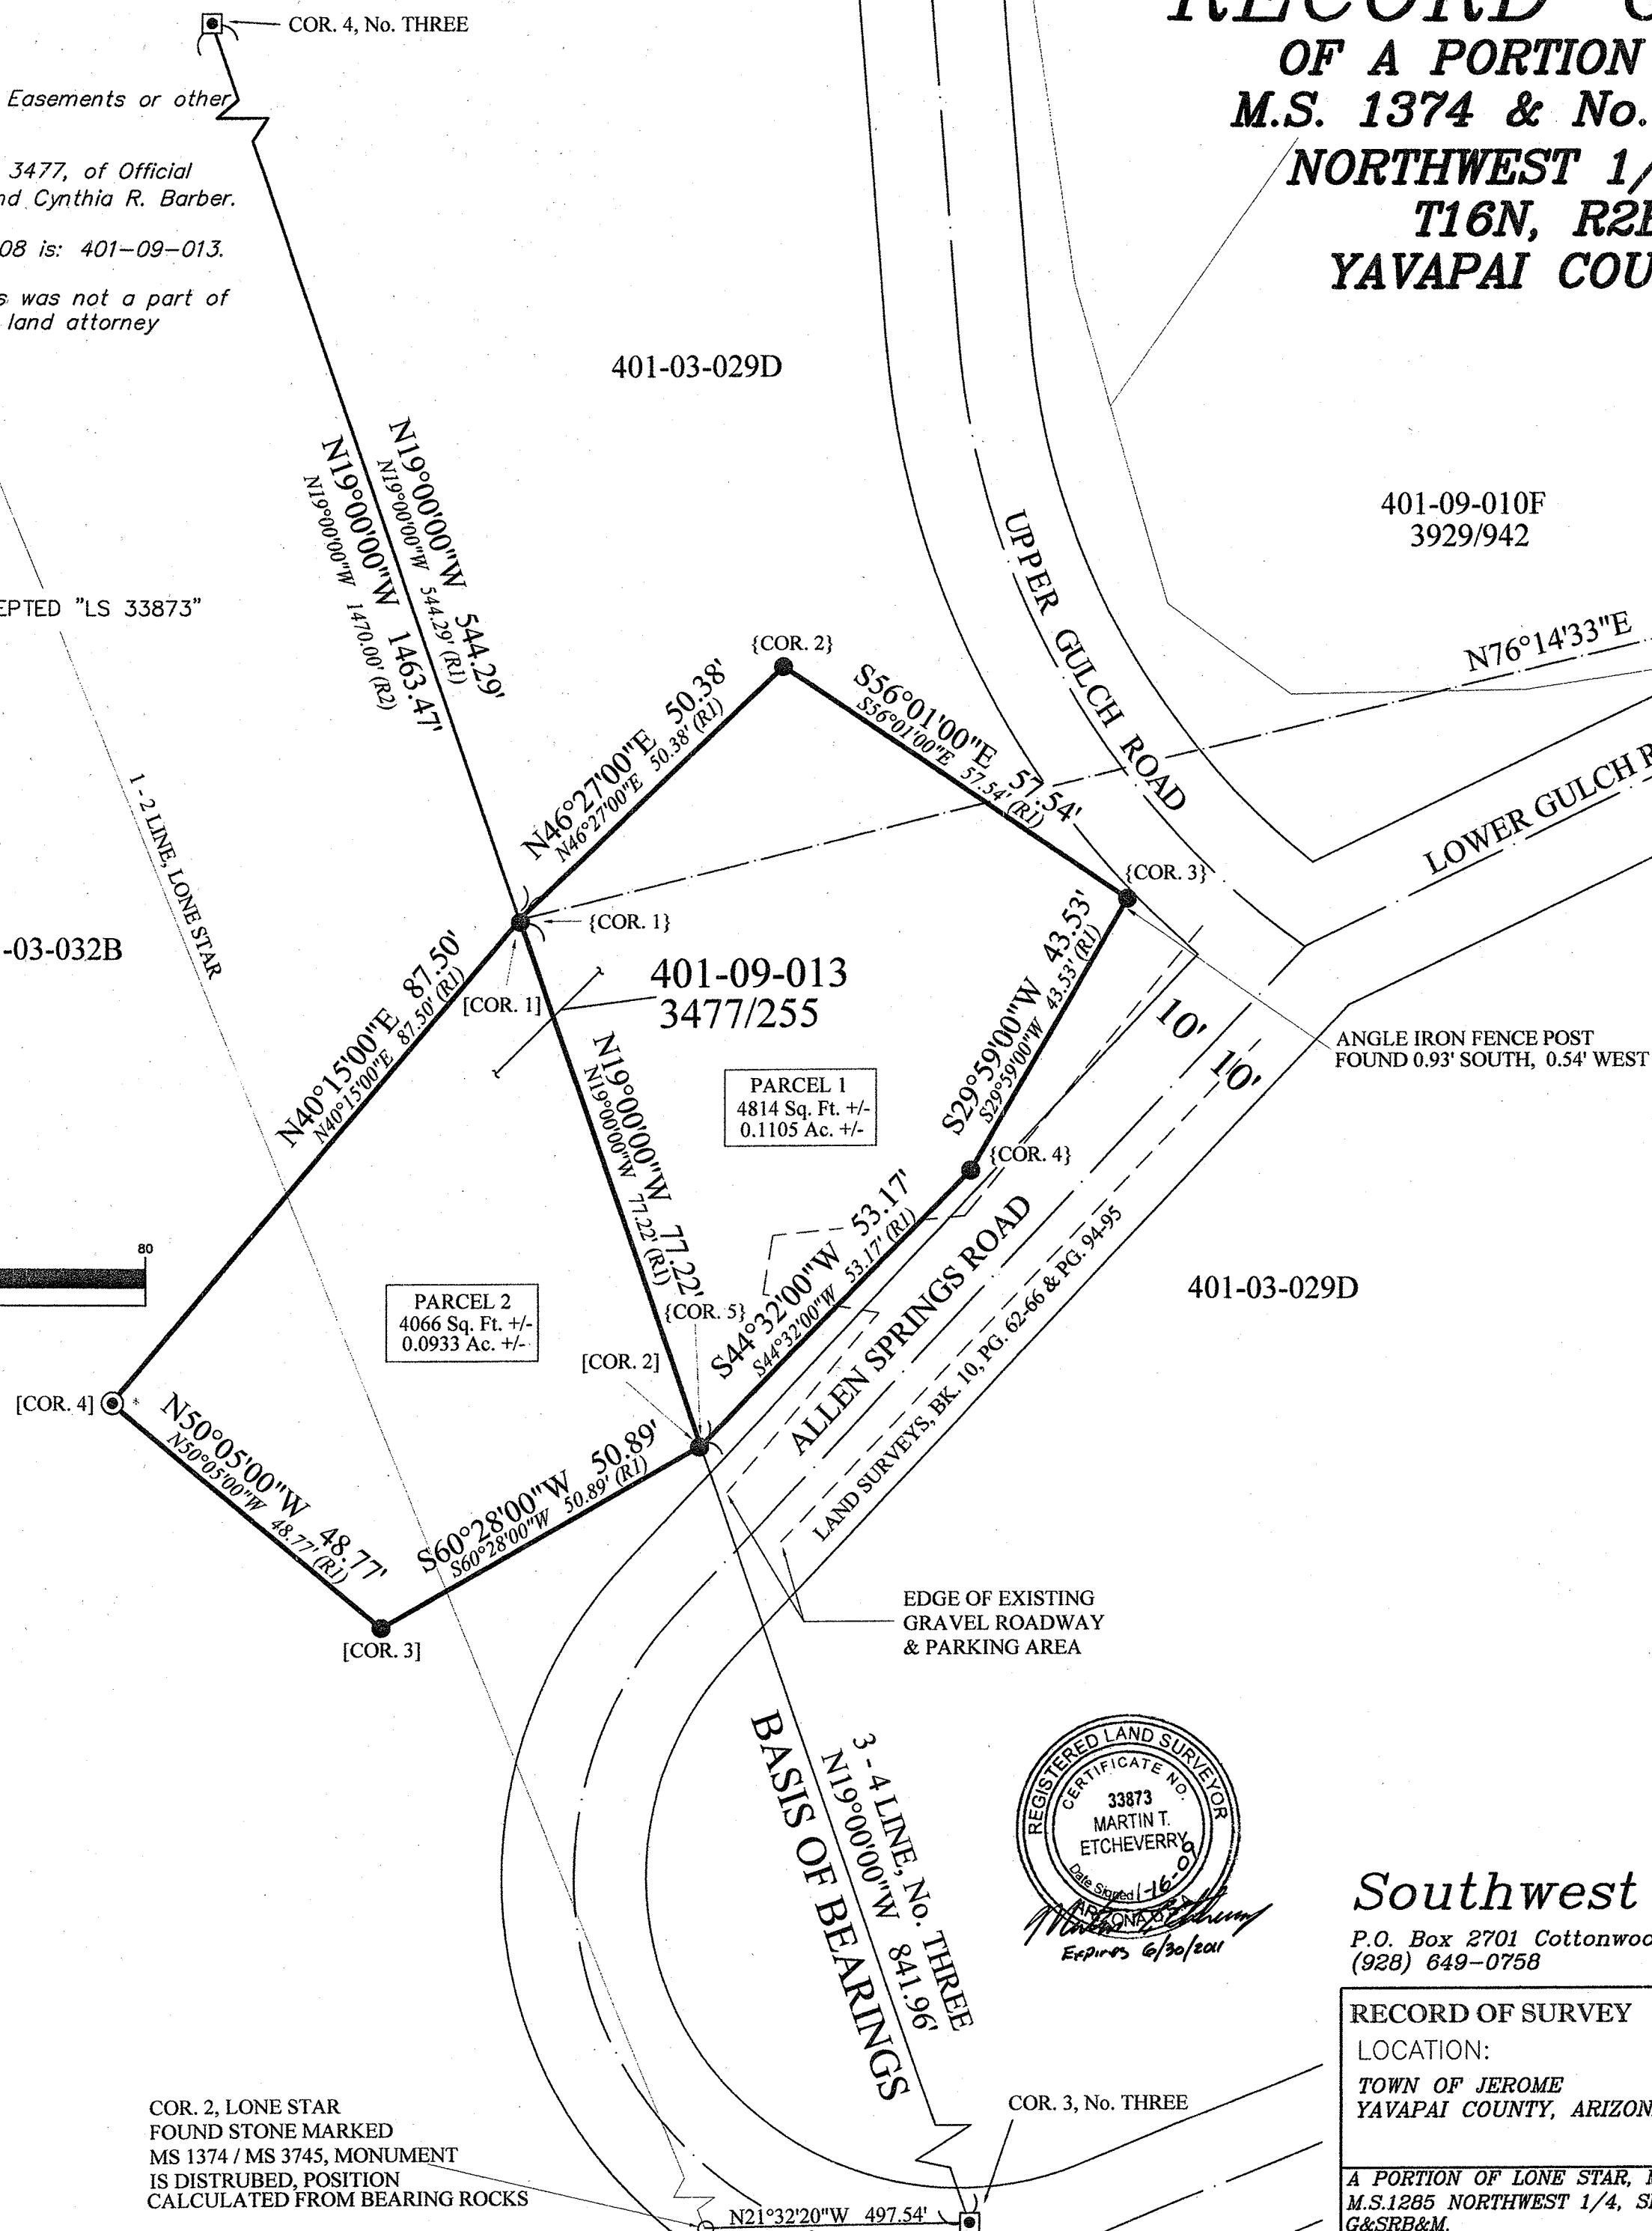 COR. 4, No. THREE
RECORD
OF A PORTION
M.S. 1374 & No.
NORTHWEST 1/
T16N, R2E
YAVAPAI COU
Easements or other
3477, of Official
nd Cynthia R. Barber.
08 is: 401-09-013.
s was not a part of
land attorney
401-03-029D
401-09-010F
3929/942
N19°00'00"W 544.29'
N19°00'00"W 544.29' (R1)
N19°00'00"W 1463.47'
N19°00'00"W 1470.00' (R2)
EPTED "LS 33873"
UPPER GULCH ROAD
N76°14'33"E
LOWER GULCH R
{COR. 2}
N46°27'00"E 50.38'
N46°27'00"E 50.38' (R1)
S56°01'00"E 57.54'
S56°01'00"E 57.54' (R1)
1 - 2 LINE, LONE STAR
{COR. 3}
{COR. 1}
-03-032B
[COR. 1]
401-09-013
3477/255
N40°15'00"E 87.50'
N40°15'00"E 87.50' (R1)
S29°59'00"W 43.53'
S29°59'00"W 43.53' (R1)
10'
10'
ANGLE IRON FENCE POST
FOUND 0.93' SOUTH, 0.54' WEST
N19°00'00"W 77.22'
N19°00'00"W 77.22' (R1)
PARCEL 1
4814 Sq. Ft. +/-
0.1105 Ac. +/-
{COR. 4}
80
S44°32'00"W 53.17'
S44°32'00"W 53.17' (R1)
ALLEN SPRINGS ROAD
LAND SURVEYS, BK. 10, PG. 62-66 & PG. 94-95
401-03-029D
PARCEL 2
4066 Sq. Ft. +/-
0.0933 Ac. +/-
{COR. 5}
[COR. 2]
[COR. 4] *
N50°05'00"W 48.77'
N50°05'00"W 48.77' (R1)
S60°28'00"W 50.89'
S60°28'00"W 50.89' (R1)
[COR. 3]
EDGE OF EXISTING
GRAVEL ROADWAY
& PARKING AREA
BASIS OF BEARINGS
3 - 4 LINE, No. THREE
N19°00'00"W 841.96'
REGISTERED LAND SURVEYOR
CERTIFICATE NO.
33873
MARTIN T.
ETCHEVERRY
Date Signed 1-16-09
ARIZONA U.S.A.
Expires 6/30/2011
Southwest
P.O. Box 2701 Cottonwoo
(928) 649-0758
RECORD OF SURVEY
LOCATION:
TOWN OF JEROME
YAVAPAI COUNTY, ARIZON
A PORTION OF LONE STAR,
M.S.1285 NORTHWEST 1/4,
G&SRB&M.
COR. 2, LONE STAR
FOUND STONE MARKED
MS 1374 / MS 3745, MONUMENT
IS DISTRUBED, POSITION
CALCULATED FROM BEARING ROCKS
COR. 3, No. THREE
N21°32'20"W 497.54'